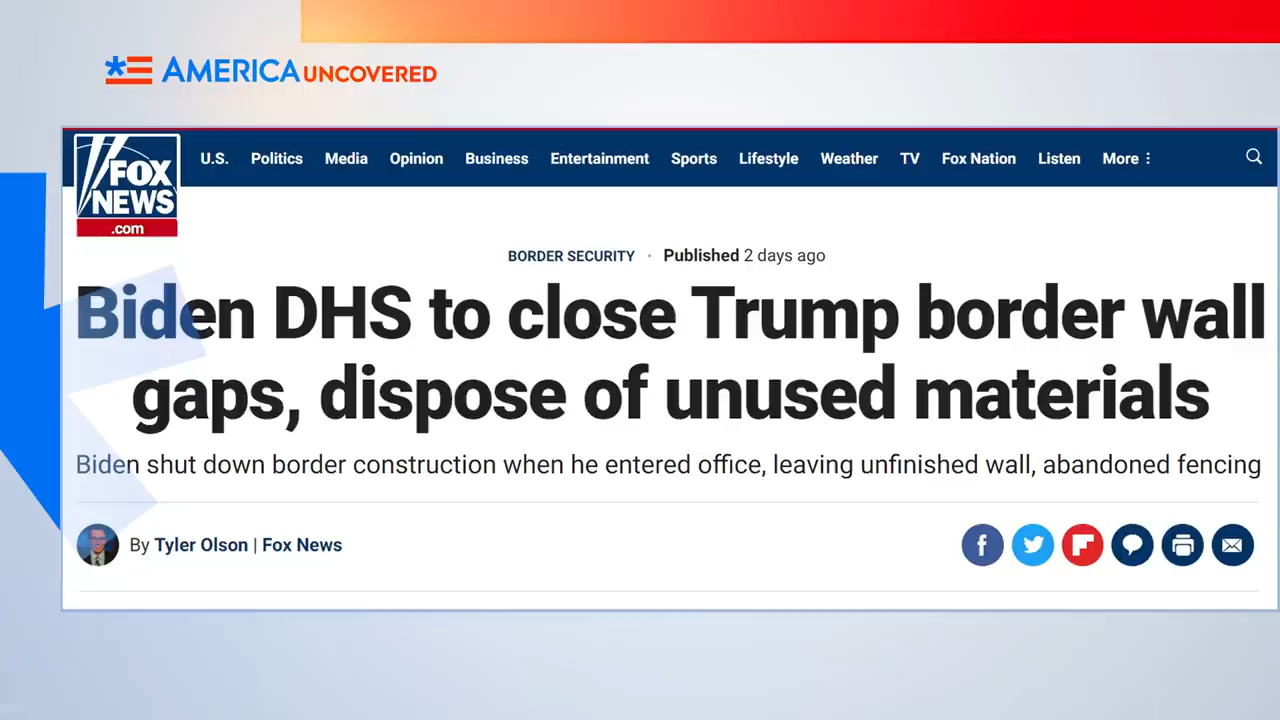 AMERICA UNCOVERED
FOX NEWS .com
U.S. Politics Media Opinion Business Entertainment Sports Lifestyle Weather TV Fox Nation Listen More
BORDER SECURITY · Published 2 days ago
Biden DHS to close Trump border wall
gaps, dispose of unused materials
Biden shut down border construction when he entered office, leaving unfinished wall, abandoned fencing
By Tyler Olson | Fox News